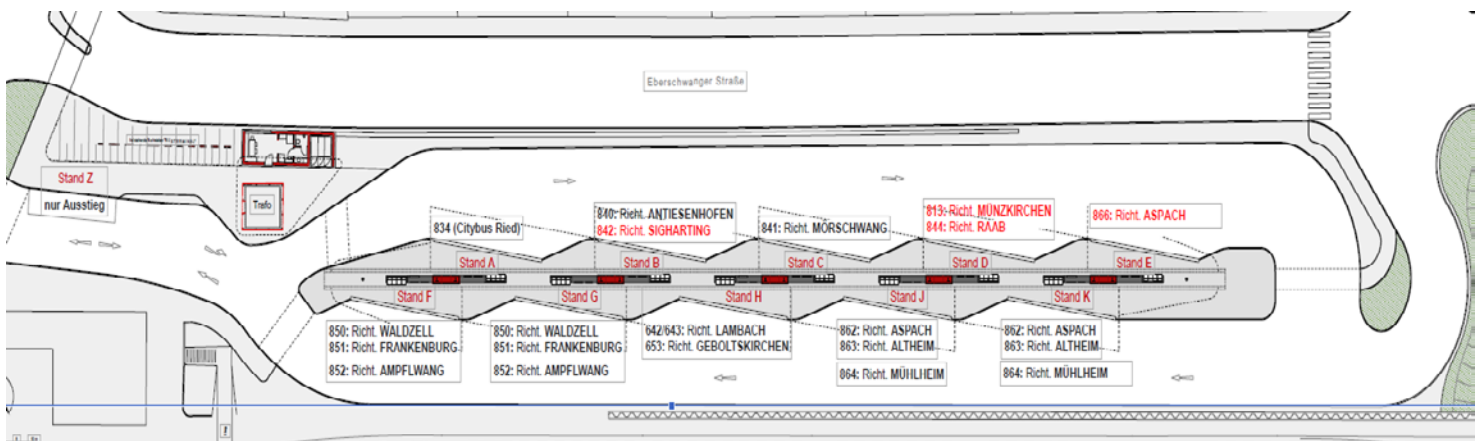 Eberschwanger Straße
Stand Z
nur Ausstieg
Trafo
834 (Citybus Ried)
840: Richt. ANTIESENHOFEN
842: Richt. SIGHARTING
841: Richt. MÖRSCHWANG
813: Richt. MÜNZKIRCHEN
844: Richt. RAAB
866: Richt. ASPACH
Stand A
Stand B
Stand C
Stand D
Stand E
Stand F
Stand G
Stand H
Stand J
Stand K
850: Richt. WALDZELL
851: Richt. FRANKENBURG
852: Richt. AMPFLWANG
850: Richt. WALDZELL
851: Richt. FRANKENBURG
852: Richt. AMPFLWANG
642/643: Richt. LAMBACH
653: Richt. GEBOLTSKIRCHEN
862: Richt. ASPACH
863: Richt. ALTHEIM
864: Richt. MÜHLHEIM
862: Richt. ASPACH
863: Richt. ALTHEIM
864: Richt. MÜHLHEIM